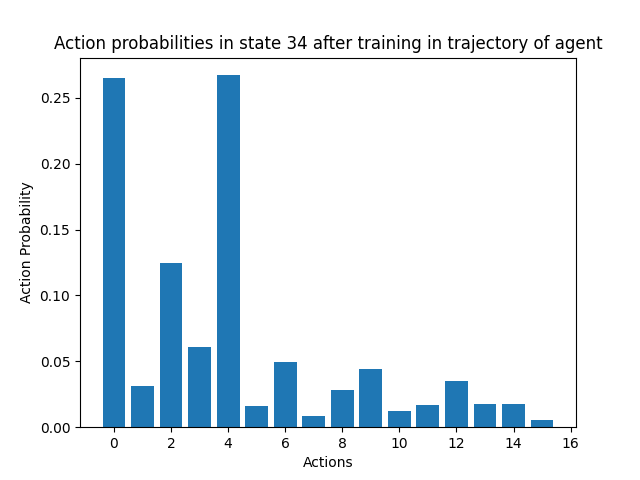 Action probabilities in state 34 after training in trajectory of agent
Action Probability
0.25
0.20
0.15
0.10
0.05
0.00
0 2 4 6 8 10 12 14 16
Actions